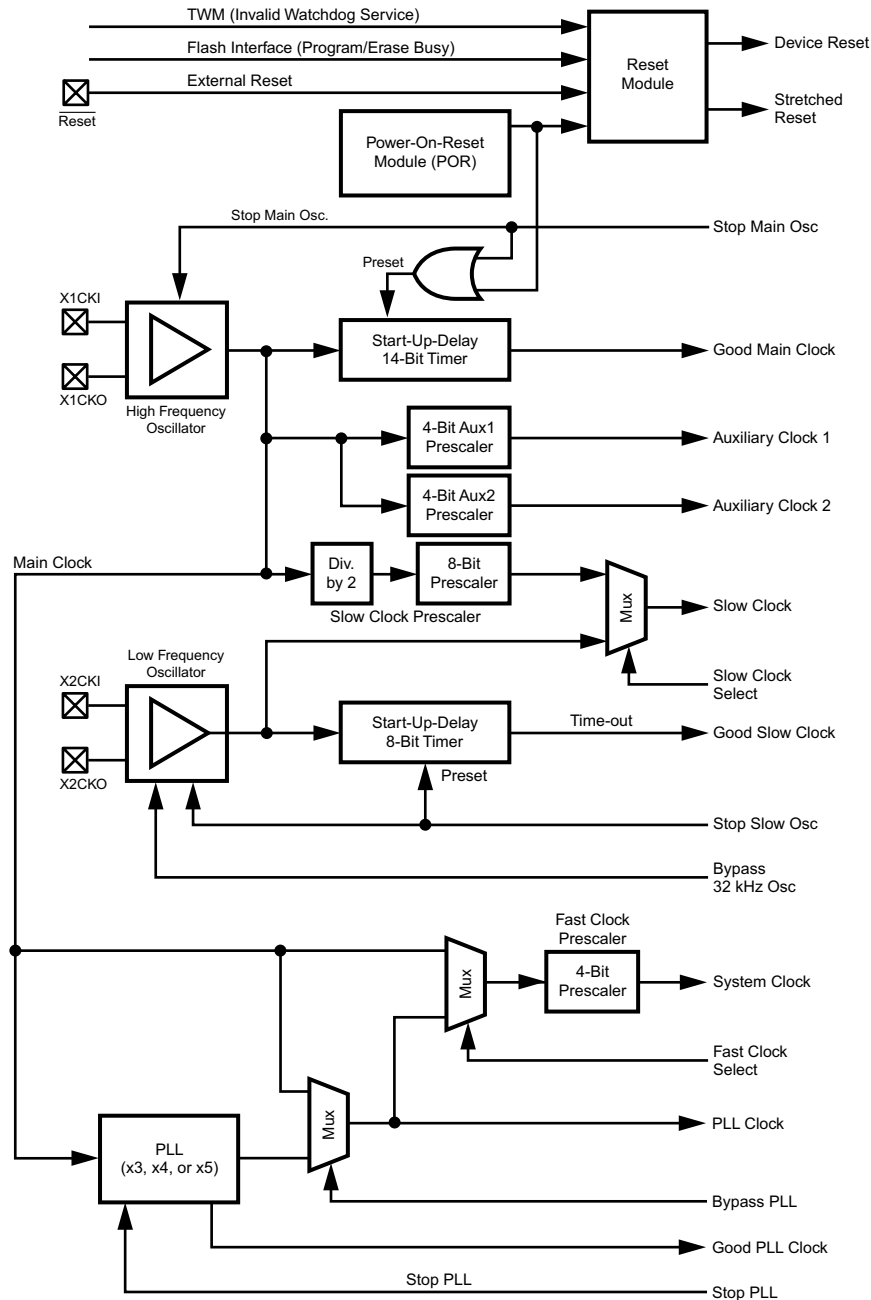 TWM (Invalid Watchdog Service)
Flash Interface (Program/Erase Busy)
External Reset
Reset
Reset
Module
Device Reset
Stretched
Reset
Power-On-Reset
Module (POR)
Stop Main Osc.
Stop Main Osc
Preset
X1CKI
X1CKO
High Frequency
Oscillator
Start-Up-Delay
14-Bit Timer
Good Main Clock
4-Bit Aux1
Prescaler
Auxiliary Clock 1
4-Bit Aux2
Prescaler
Auxiliary Clock 2
Main Clock
Div.
by 2
8-Bit
Prescaler
Slow Clock Prescaler
Mux
Slow Clock
Slow Clock
Select
Low Frequency
Oscillator
X2CKI
X2CKO
Start-Up-Delay
8-Bit Timer
Time-out
Good Slow Clock
Preset
Stop Slow Osc
Bypass
32 kHz Osc
Fast Clock
Prescaler
Mux
4-Bit
Prescaler
System Clock
Fast Clock
Select
Mux
PLL Clock
PLL
(x3, x4, or x5)
Bypass PLL
Good PLL Clock
Stop PLL
Stop PLL